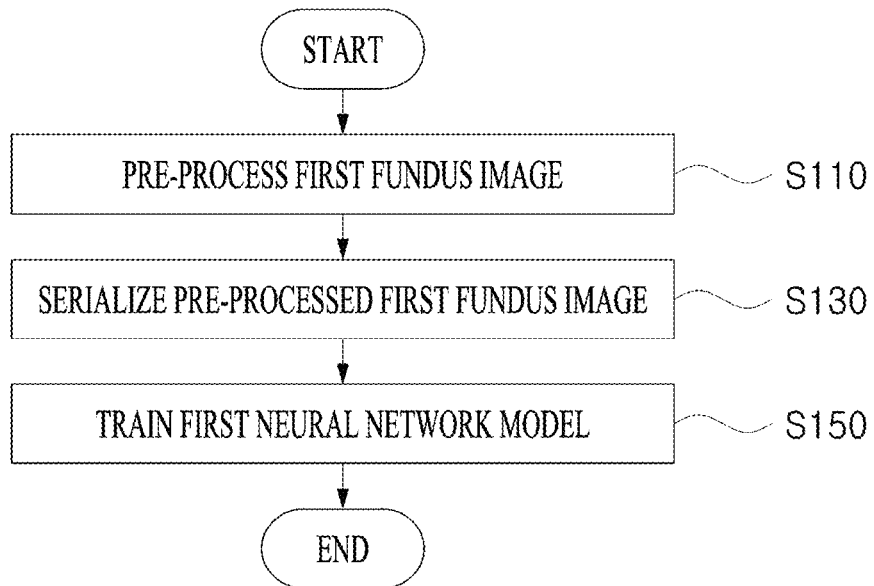 START
PRE-PROCESS FIRST FUNDUS IMAGE
S110
SERIALIZE PRE-PROCESSED FIRST FUNDUS IMAGE
S130
TRAIN FIRST NEURAL NETWORK MODEL
S150
END